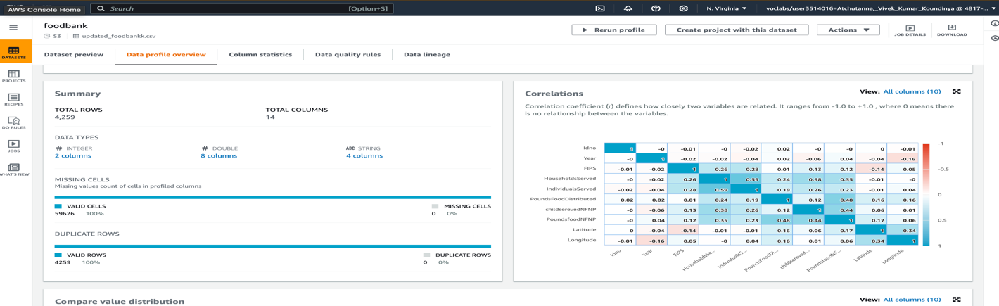 AWS Console Home
Search [Option+S]
N. Virginia ▼ voclabs/user3514016=Atchutanna,_Vivek_Kumar_Koundinya @ 4817-... ▼
foodbank
S3 updated_foodbankk.csv
Rerun profile
Create project with this dataset
Actions ▼
JOB DETAILS
DOWNLOAD
DATASETS
PROJECTS
RECIPES
DQ RULES
JOBS
WHAT'S NEW
Dataset preview Data profile overview Column statistics Data quality rules Data lineage
Summary
TOTAL ROWS TOTAL COLUMNS
4,259 14
DATA TYPES
# INTEGER # DOUBLE ABC STRING
2 columns 8 columns 4 columns
MISSING CELLS
Missing values count of cells in profiled columns
VALID CELLS MISSING CELLS
59626 100% 0 0%
DUPLICATE ROWS
VALID ROWS DUPLICATE ROWS
4259 100% 0 0%
Correlations
View: All columns (10)
Correlation coefficient (r) defines how closely two variables are related. It ranges from -1.0 to +1.0 , where 0 means there
is no relationship between the variables.
Idno 1 -0 -0.01 -0 -0.02 0.02 -0 -0 0 -0.01
Year -0 1 -0.02 -0.02 -0.04 0.02 -0.06 0.04 -0.04 -0.16
FIPS -0.01 -0.02 1 0.26 0.28 0.01 0.13 0.12 -0.14 0.05
HouseholdsServed -0 -0.02 0.26 1 0.59 0.24 0.38 0.35 -0.01 -0
IndividualsServed -0.02 -0.04 0.28 0.59 1 0.19 0.26 0.23 -0.01 0.04
PoundsFoodDistributed 0.02 0.02 0.01 0.24 0.19 1 0.12 0.48 0.16 0.16
childserevedNFNP -0 -0.06 0.13 0.38 0.26 0.12 1 0.44 0.06 0.01
PoundsfoodNFNP -0 0.04 0.12 0.35 0.23 0.48 0.44 1 0.17 0.06
Latitude 0 -0.04 -0.14 -0.01 -0.01 0.16 0.06 0.17 1 0.34
Longitude -0.01 -0.16 0.05 -0 0.04 0.16 0.01 0.06 0.34 1
Idno Year FIPS HouseholdsSe... IndividualsS... PoundsFoodDi... childsereved... PoundsfoodNF... Latitude Longitude
-1
-0.5
0
0.5
1
Compare value distribution
View: All columns (10)